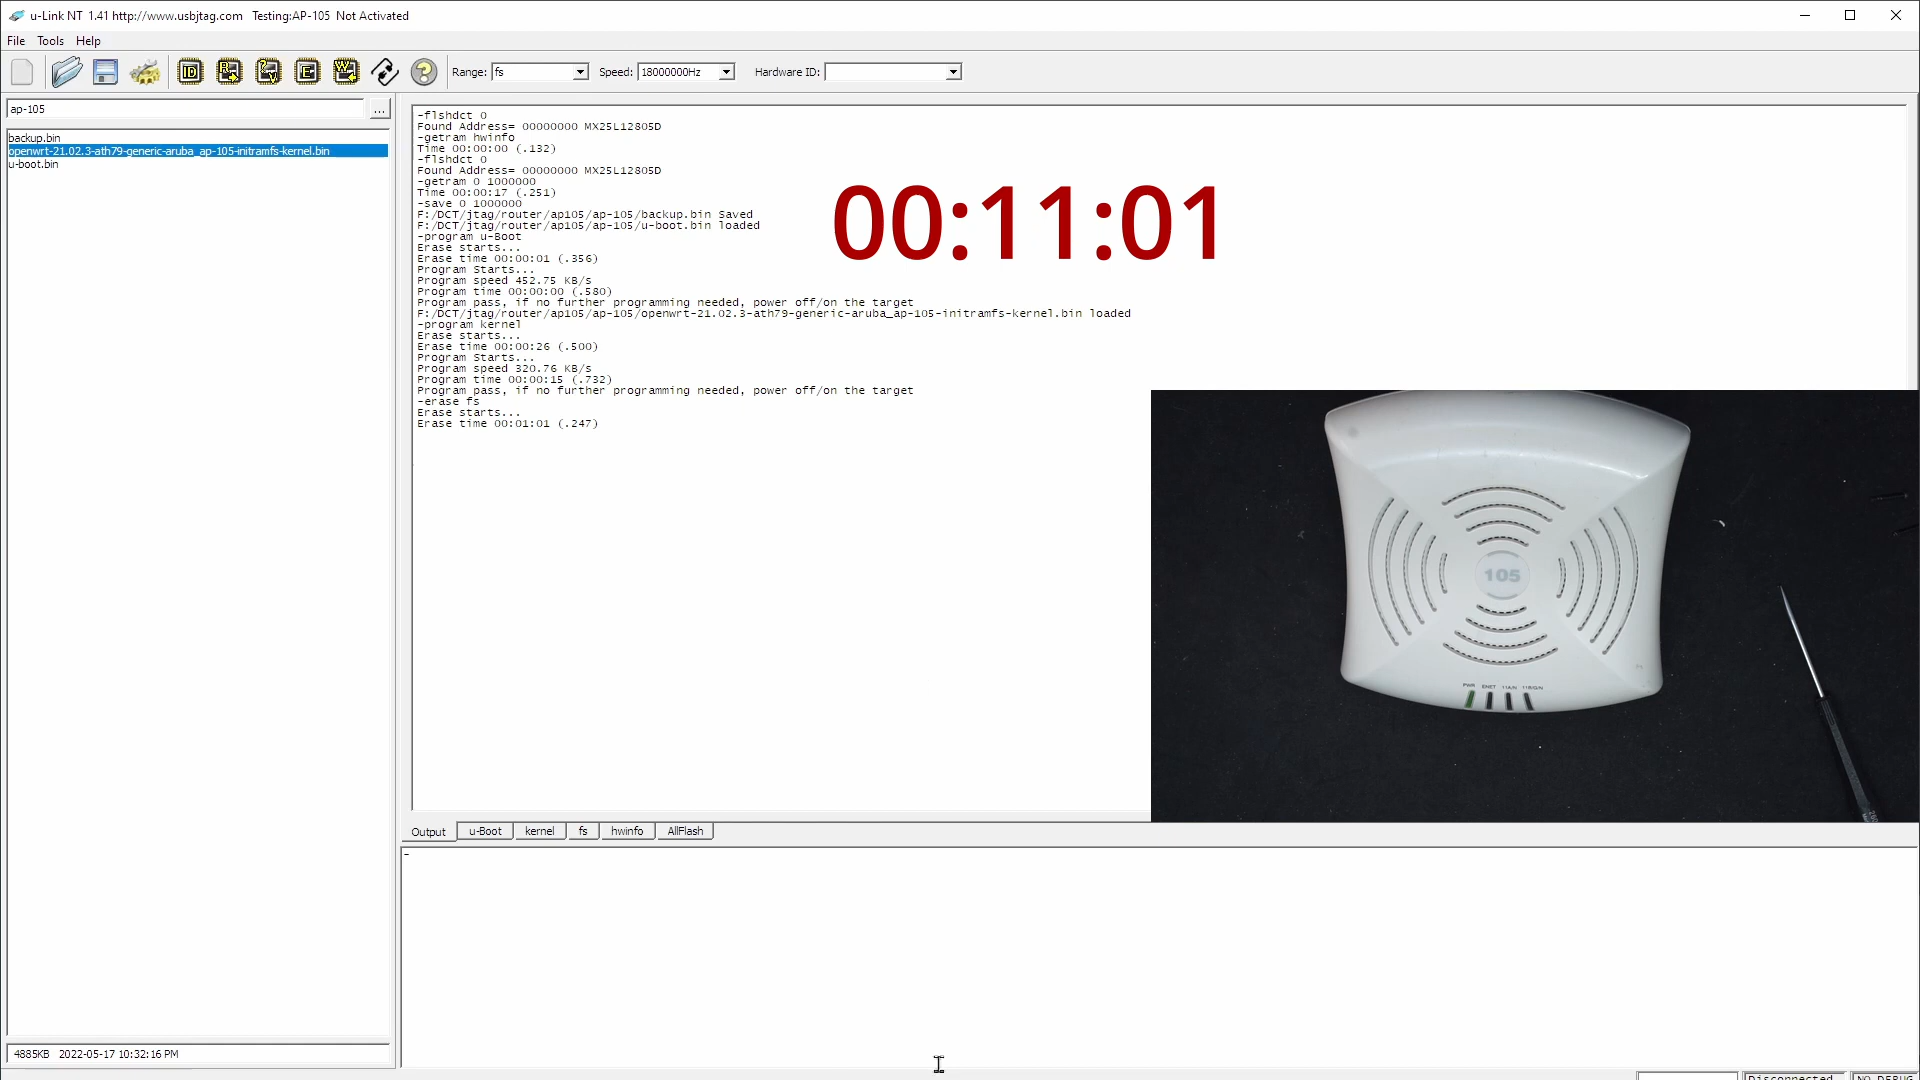 u-Link NT 1.41 http://www.usbjtag.com Testing:AP-105 Not Activated
File Tools Help
ID R V E W ? Range: fs Speed: 18000000Hz Hardware ID:
ap-105 ...
backup.bin
openwrt-21.02.3-ath79-generic-aruba_ap-105-initramfs-kernel.bin
u-boot.bin
-flshdct 0
Found Address= 00000000 MX25L12805D
-getram hwinfo
Time 00:00:00 (.132)
-flshdct 0
Found Address= 00000000 MX25L12805D
-getram 0 1000000
Time 00:00:17 (.251)
-save 0 1000000
F:/DCT/jtag/router/ap105/ap-105/backup.bin Saved
F:/DCT/jtag/router/ap105/ap-105/u-boot.bin loaded
-program u-Boot
Erase starts...
Erase time 00:00:01 (.356)
Program Starts...
Program speed 452.75 KB/s
Program time 00:00:00 (.580)
Program pass, if no further programming needed, power off/on the target
F:/DCT/jtag/router/ap105/ap-105/openwrt-21.02.3-ath79-generic-aruba_ap-105-initramfs-kernel.bin loaded
-program kernel
Erase starts...
Erase time 00:00:26 (.500)
Program Starts...
Program speed 320.76 KB/s
Program time 00:00:15 (.732)
Program pass, if no further programming needed, power off/on the target
-erase fs
Erase starts...
Erase time 00:01:01 (.247)
00:11:01
105
PWR ENET 11A/N 11B/G/N
Output u-Boot kernel fs hwinfo AllFlash
-
4885KB 2022-05-17 10:32:16 PM
Disconnected NO DEBUG